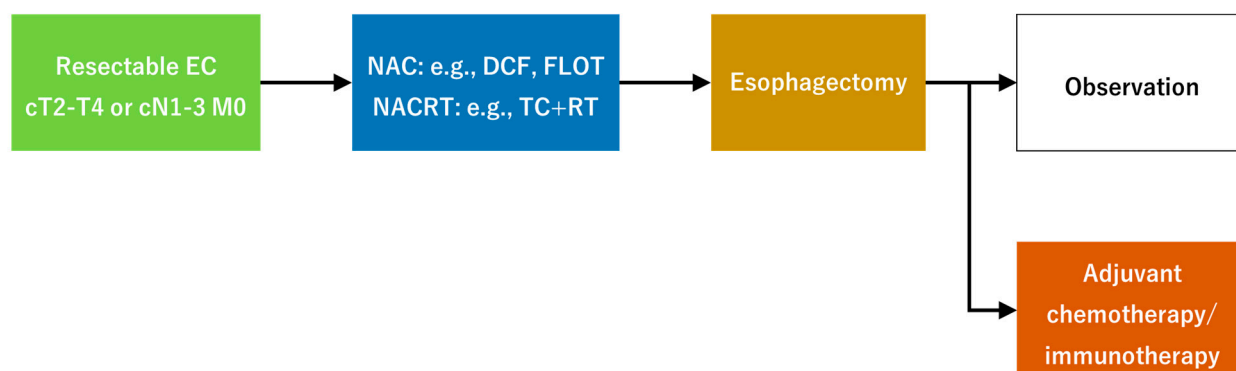 Resectable EC
cT2-T4 or cN1-3 M0
NAC: e.g., DCF, FLOT
NACRT: e.g., TC+RT
Esophagectomy
Observation
Adjuvant
chemotherapy/
immunotherapy